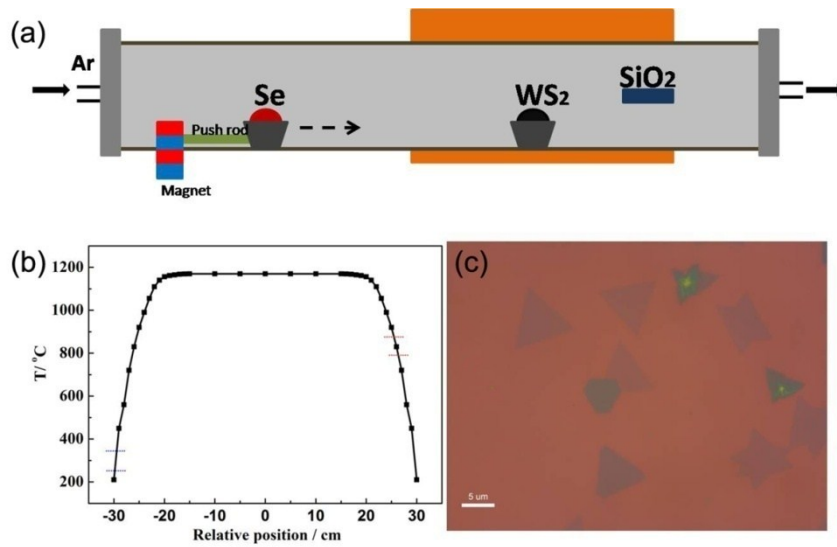 (a)
Ar
Se
WS₂
SiO₂
Push rod
Magnet
(b)
1200
1000
800
600
400
200
T/ °C
-30 -20 -10 0 10 20 30
Relative position / cm
(c)
5 um